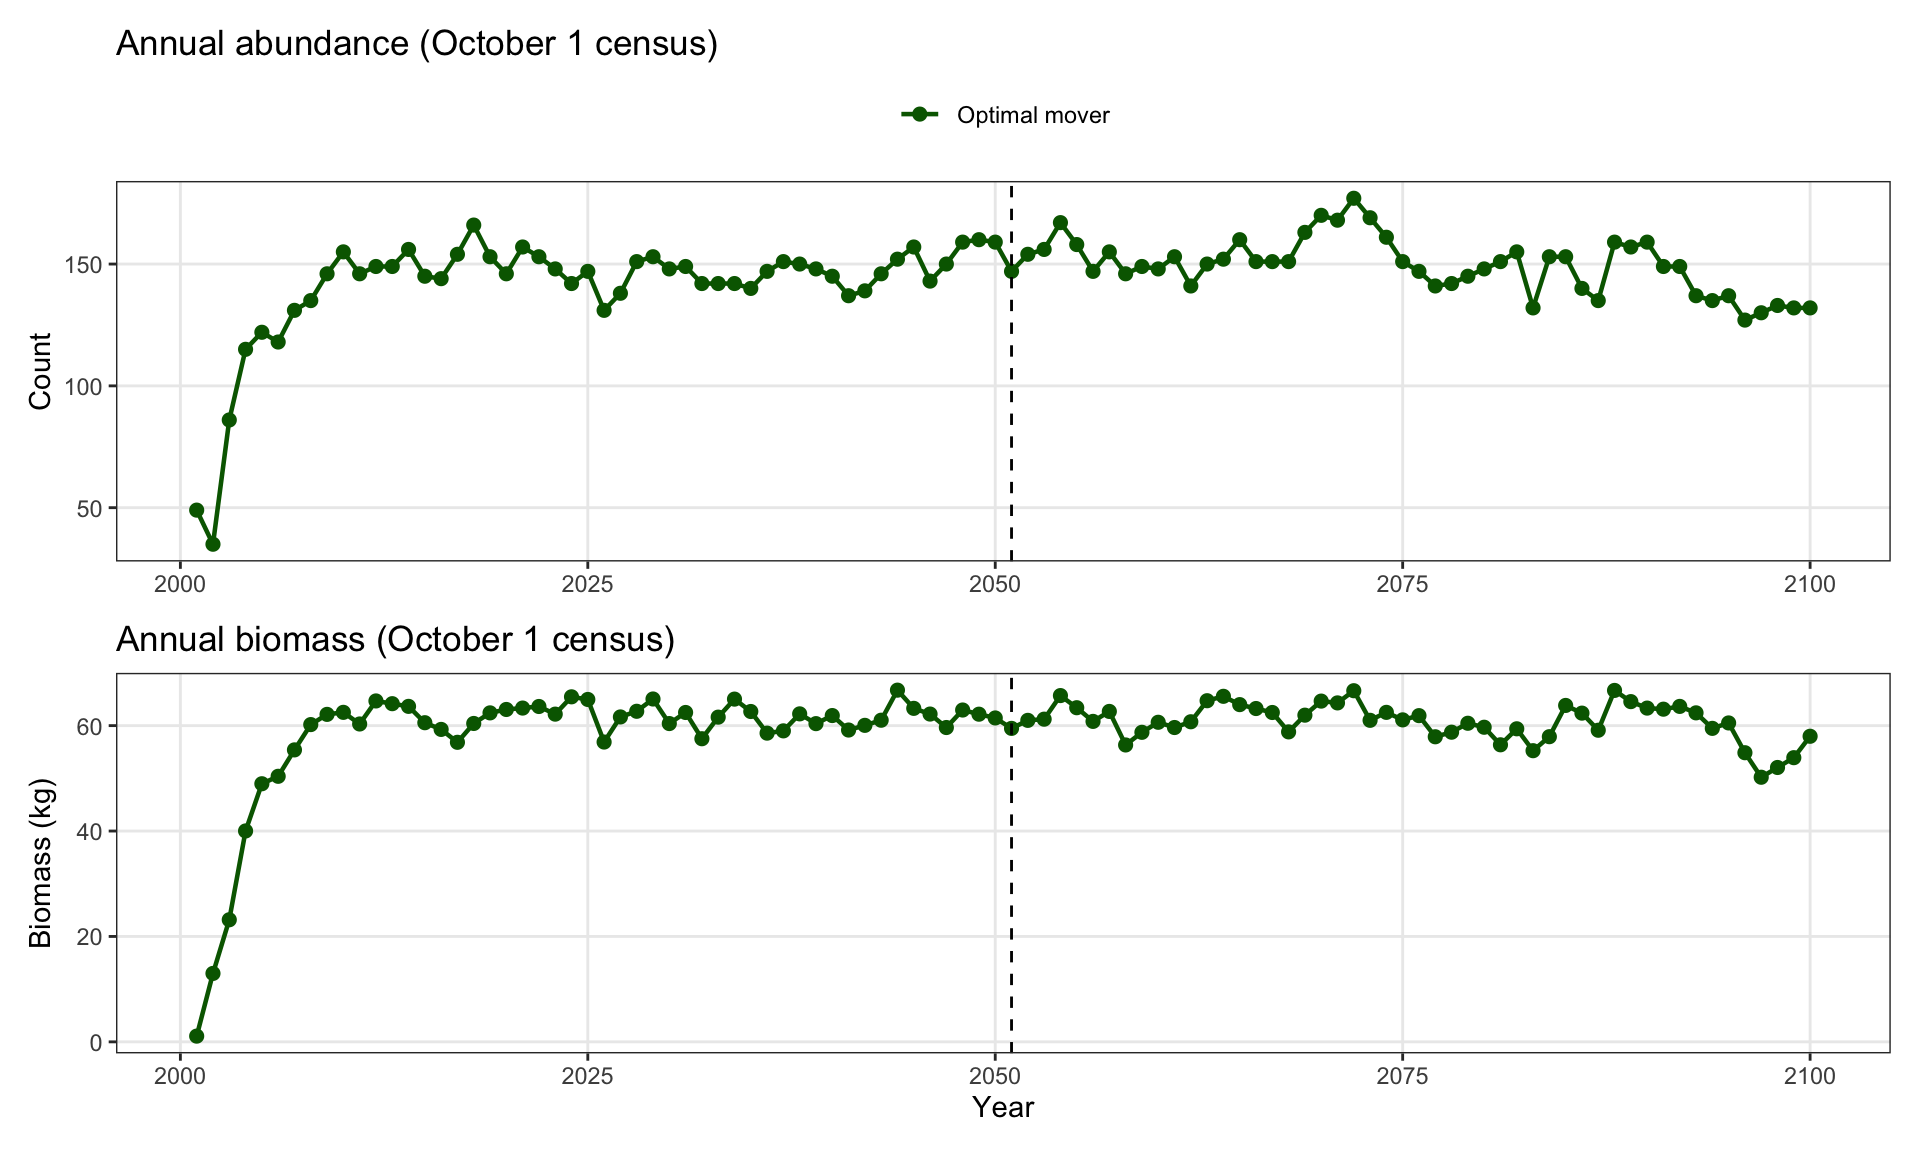 Annual abundance (October 1 census)
Optimal mover
Count
150
100
50
2000 2025 2050 2075 2100
Annual biomass (October 1 census)
Biomass (kg)
60
40
20
0
2000 2025 2050 2075 2100
Year